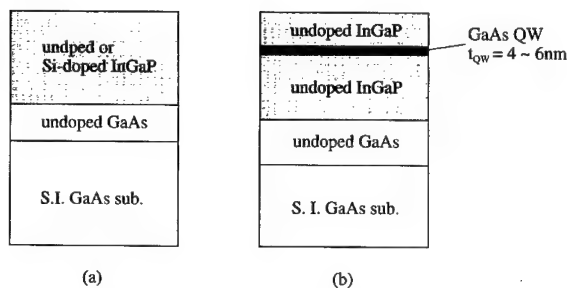 undped or
Si-doped InGaP
undoped GaAs
S.I. GaAs sub.
(a)
undoped InGaP
undoped InGaP
undoped GaAs
S. I. GaAs sub.
(b)
GaAs QW
tQW = 4 ~ 6nm